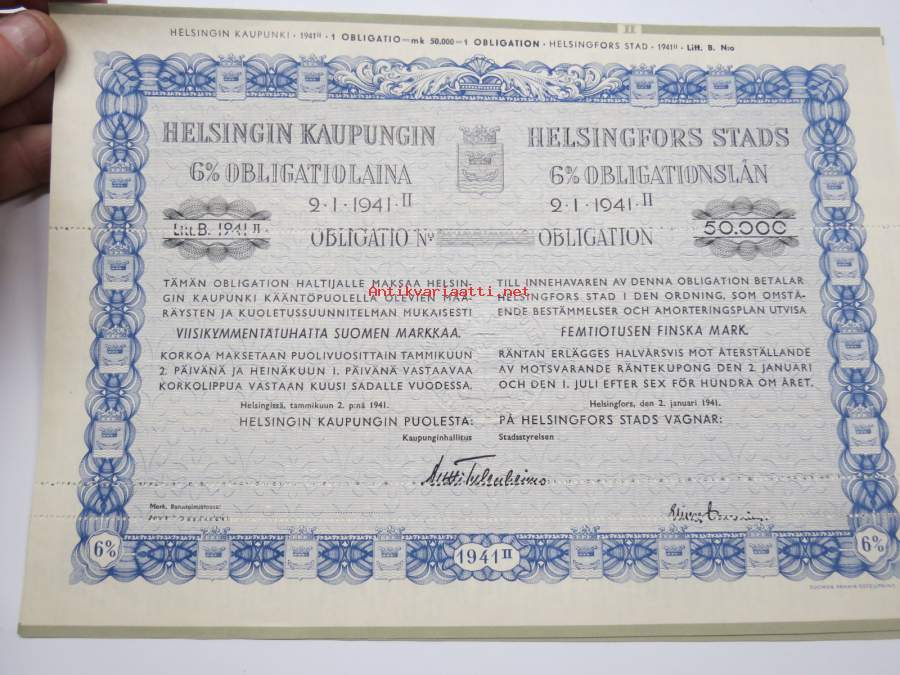 HELSINGIN KAUPUNKI · 1941 II · 1 OBLIGATIO — mk 50.000 — 1 OBLIGATION · HELSINGFORS STAD · 1941 II · Litt. B. N:o
II
HELSINGIN KAUPUNGIN
6% OBLIGATIOLAINA
2 · I · 1941 · II
Litt. B. 1941 II.
OBLIGATIO No
HELSINGFORS STADS
6% OBLIGATIONSLÅN
2 · I · 1941 · II
50.000
OBLIGATION
Antikvariaatti.net
TÄMÄN OBLIGATION HALTIJALLE MAKSAA HELSIN-
GIN KAUPUNKI KÄÄNTÖPUOLELLA OLEVIEN MÄÄ-
RÄYSTEN JA KUOLETUSSUUNNITELMAN MUKAISESTI
VIISIKYMMENTÄTUHATTA SUOMEN MARKKAA.
KORKOA MAKSETAAN PUOLIVUOSITTAIN TAMMIKUUN
2. PÄIVÄNÄ JA HEINÄKUUN 1. PÄIVÄNÄ VASTAAVAA
KORKOLIPPUA VASTAAN KUUSI SADALLE VUODESSA.
Helsingissä, tammikuun 2. p:nä 1941.
HELSINGIN KAUPUNGIN PUOLESTA:
Kaupunginhallitus
TILL INNEHAVAREN AV DENNA OBLIGATION BETALAR
HELSINGFORS STAD I DEN ORDNING, SOM OMSTÅ-
ENDE BESTÄMMELSER OCH AMORTERINGSPLAN UTVISA
FEMTIOTUSEN FINSKA MARK.
RÄNTAN ERLÄGGES HALVÅRSVIS MOT ÅTERSTÄLLANDE
AV MOTSVARANDE RÄNTEKUPONG DEN 2 JANUARI
OCH DEN 1. JULI EFTER SEX FÖR HUNDRA OM ÅRET.
Helsingfors, den 2. januari 1941.
PÅ HELSINGFORS STADS VÄGNAR:
Stadsstyrelsen
Antti Tulenheimo
Merk. Rahatoimistossa:
6%
1941 II
6%